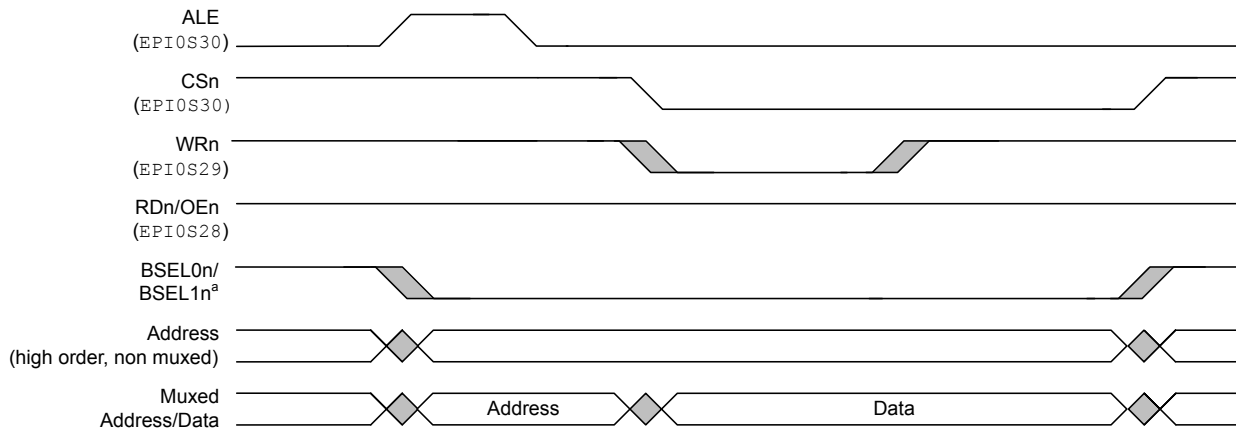 ALE
(EPI0S30)
CSn
(EPI0S30)
WRn
(EPI0S29)
RDn/OEn
(EPI0S28)
BSEL0n/
BSEL1nᵃ
Address
(high order, non muxed)
Muxed
Address/Data
Address
Data